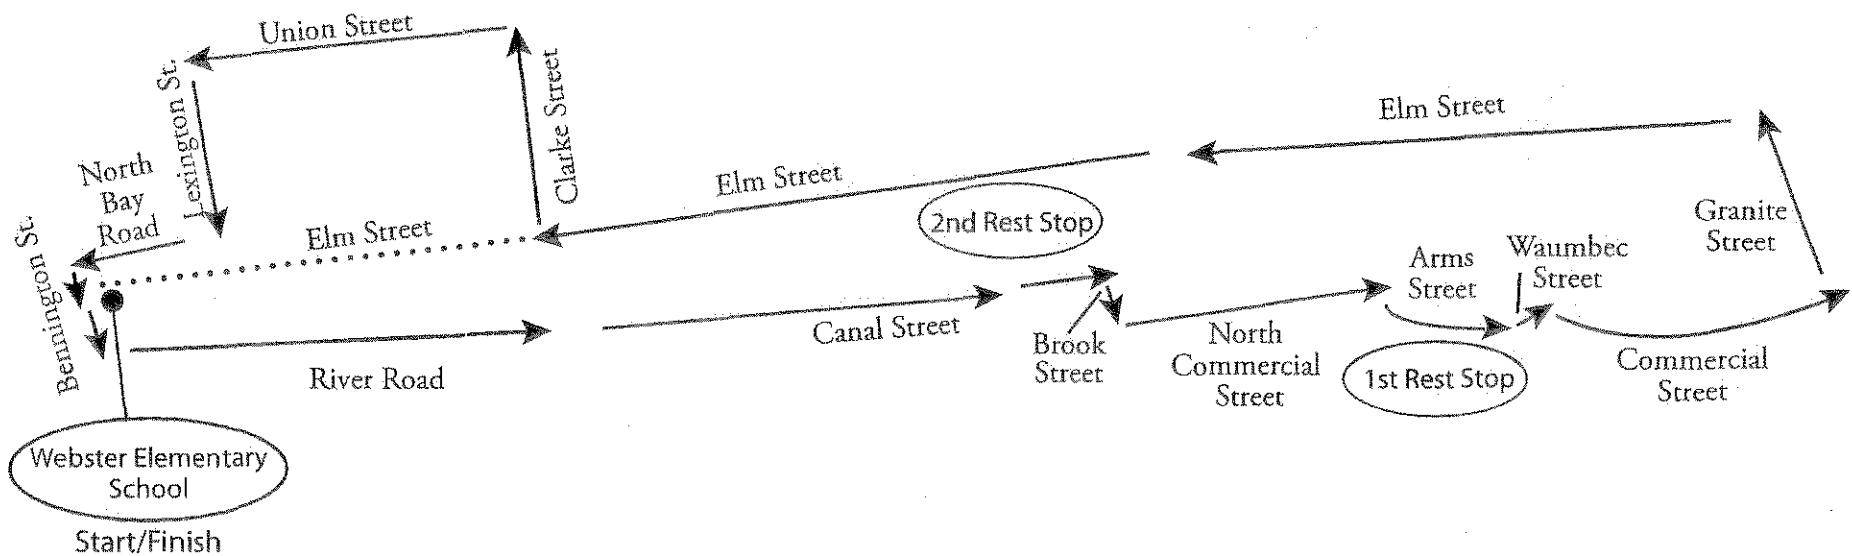 Union Street
Lexington St.
Clarke Street
North
Bay
Road
Bennington St.
Elm Street
Elm Street
Elm Street
2nd Rest Stop
Granite
Street
Arms
Street
Waumbec
Street
Canal Street
Brook
Street
North
Commercial
Street
1st Rest Stop
Commercial
Street
River Road
Webster Elementary
School
Start/Finish